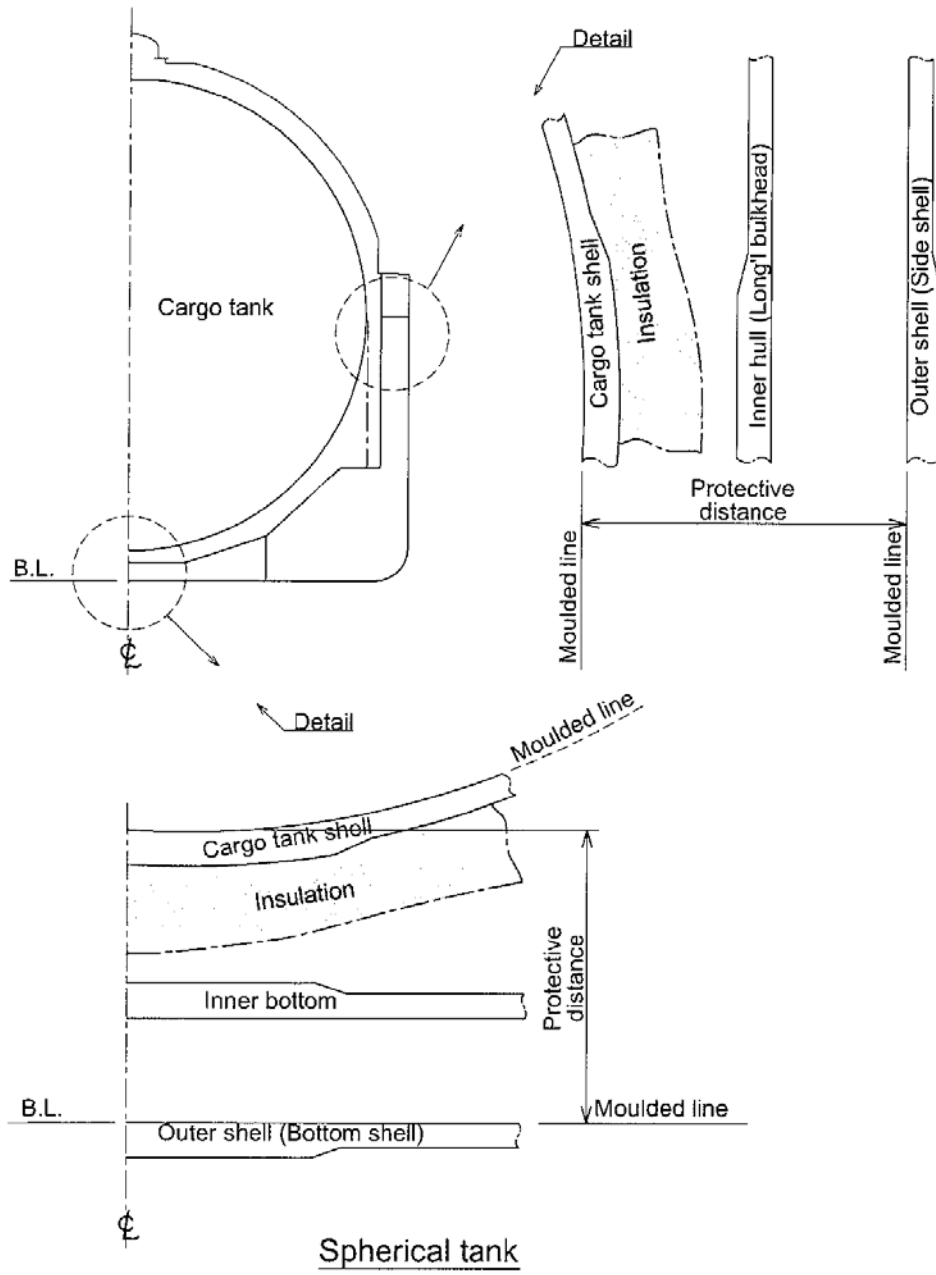 Detail
Cargo tank
Cargo tank shell
Insulation
Inner hull (Long'l bulkhead)
Outer shell (Side shell)
Protective
distance
Moulded line
Moulded line
B.L.
℄
Detail
Moulded line
Cargo tank shell
Insulation
Inner bottom
Protective
distance
B.L.
Moulded line
Outer shell (Bottom shell)
℄
Spherical tank